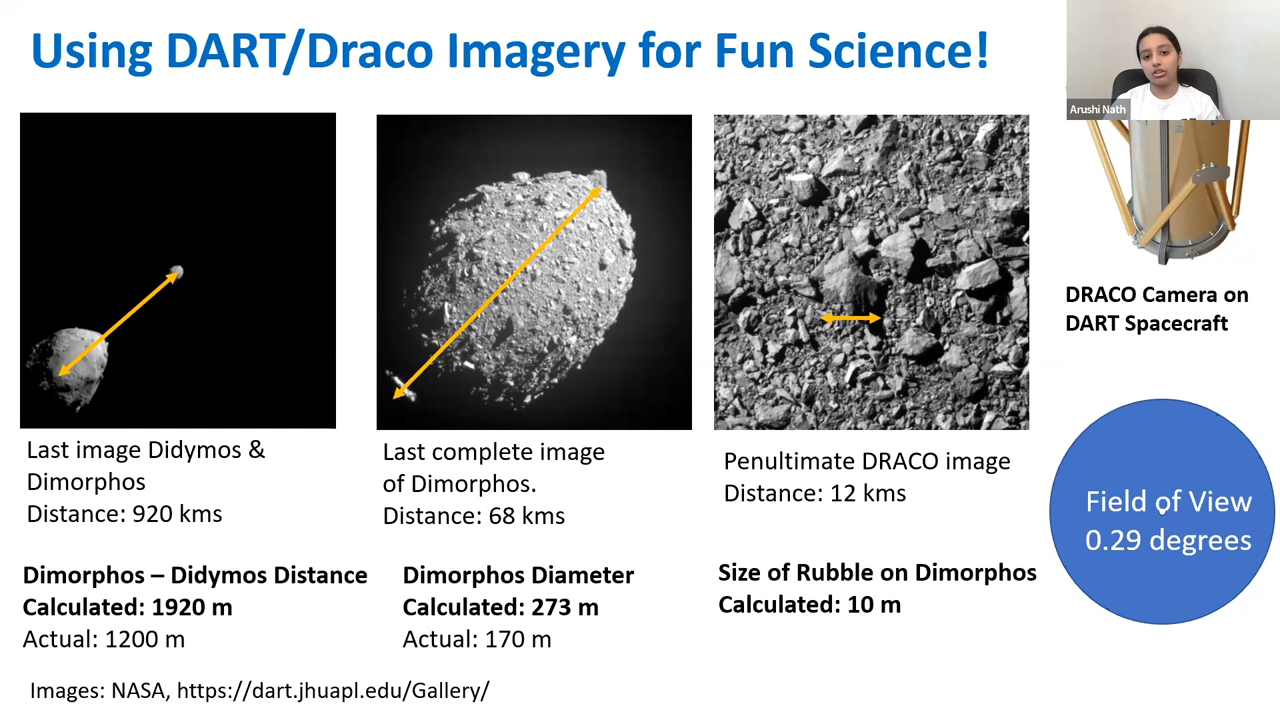 Using DART/Draco Imagery for Fun Science!
Arushi Nath
DRACO Camera on
DART Spacecraft
Last image Didymos &
Dimorphos
Distance: 920 kms
Last complete image
of Dimorphos.
Distance: 68 kms
Penultimate DRACO image
Distance: 12 kms
Field of View
0.29 degrees
Dimorphos – Didymos Distance
Calculated: 1920 m
Actual: 1200 m
Dimorphos Diameter
Calculated: 273 m
Actual: 170 m
Size of Rubble on Dimorphos
Calculated: 10 m
Images: NASA, https://dart.jhuapl.edu/Gallery/